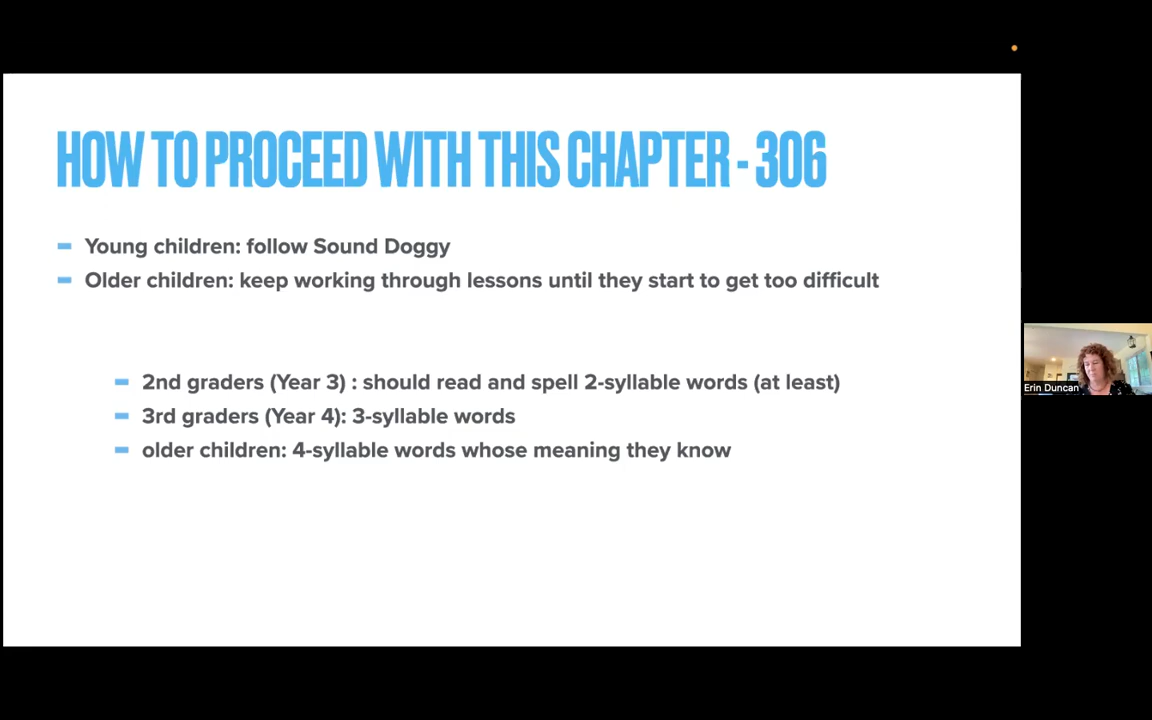 HOW TO PROCEED WITH THIS CHAPTER - 306
Young children: follow Sound Doggy
Older children: keep working through lessons until they start to get too difficult
2nd graders (Year 3) : should read and spell 2-syllable words (at least)
3rd graders (Year 4): 3-syllable words
older children: 4-syllable words whose meaning they know
Erin Duncan